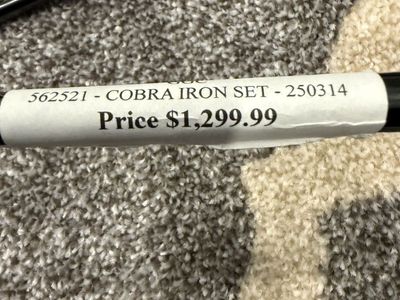 562521 - COBRA IRON SET - 250314
Price $1,299.99